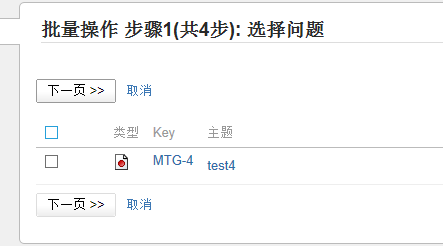 批量操作 步骤1(共4步): 选择问题
下一页 >> 取消
类型 Key 主题
MTG-4 test4
下一页 >> 取消